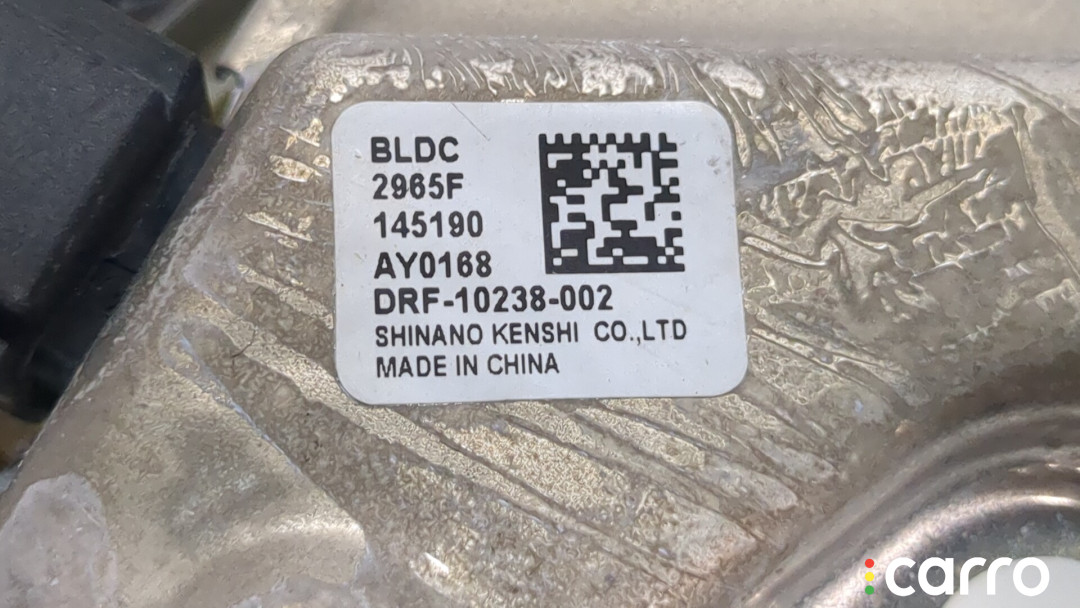 BLDC
2965F
145190
AY0168
DRF-10238-002
SHINANO KENSHI CO.,LTD
MADE IN CHINA
carro